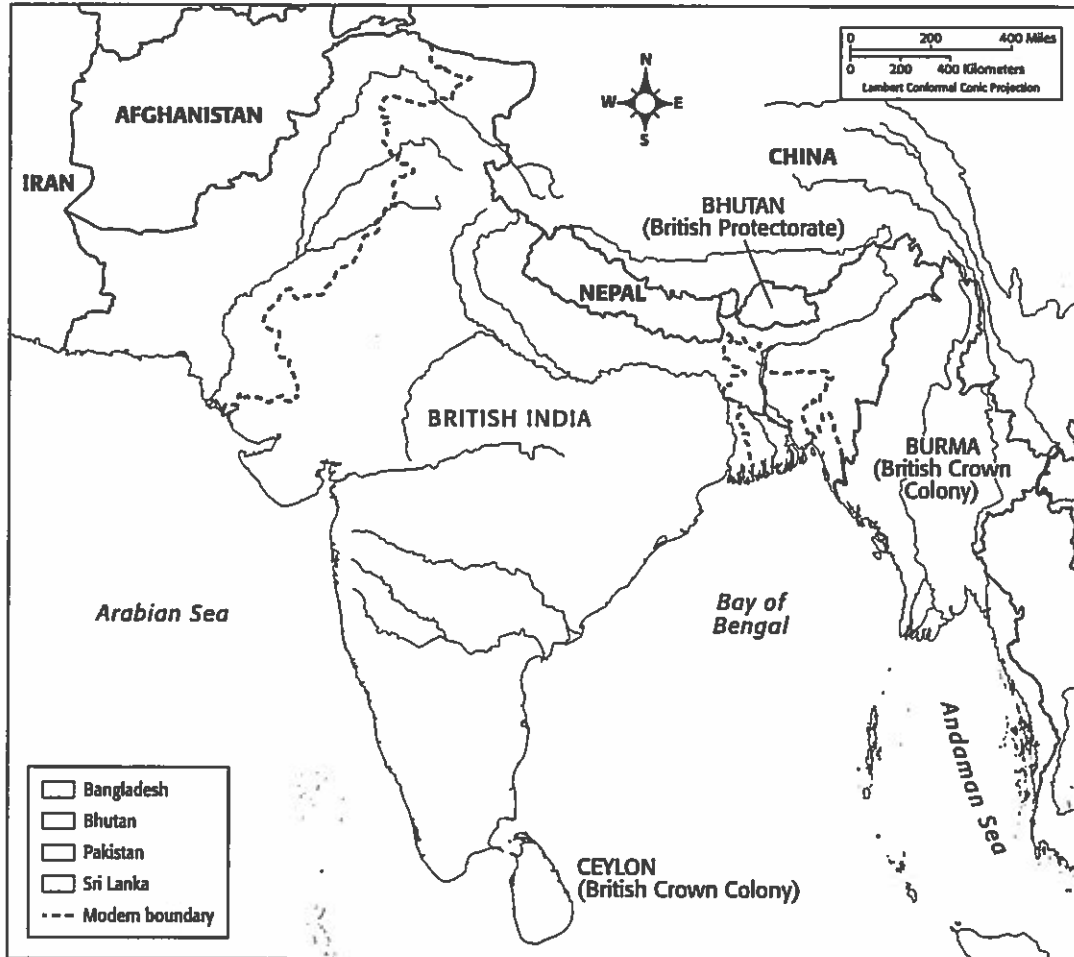 0 200 400 Miles
0 200 400 Kilometers
Lambert Conformal Conic Projection
N
W E
S
AFGHANISTAN
IRAN
CHINA
BHUTAN
(British Protectorate)
NEPAL
BRITISH INDIA
BURMA
(British Crown
Colony)
Arabian Sea
Bay of
Bengal
Andaman Sea
CEYLON
(British Crown Colony)
Bangladesh
Bhutan
Pakistan
Sri Lanka
Modern boundary